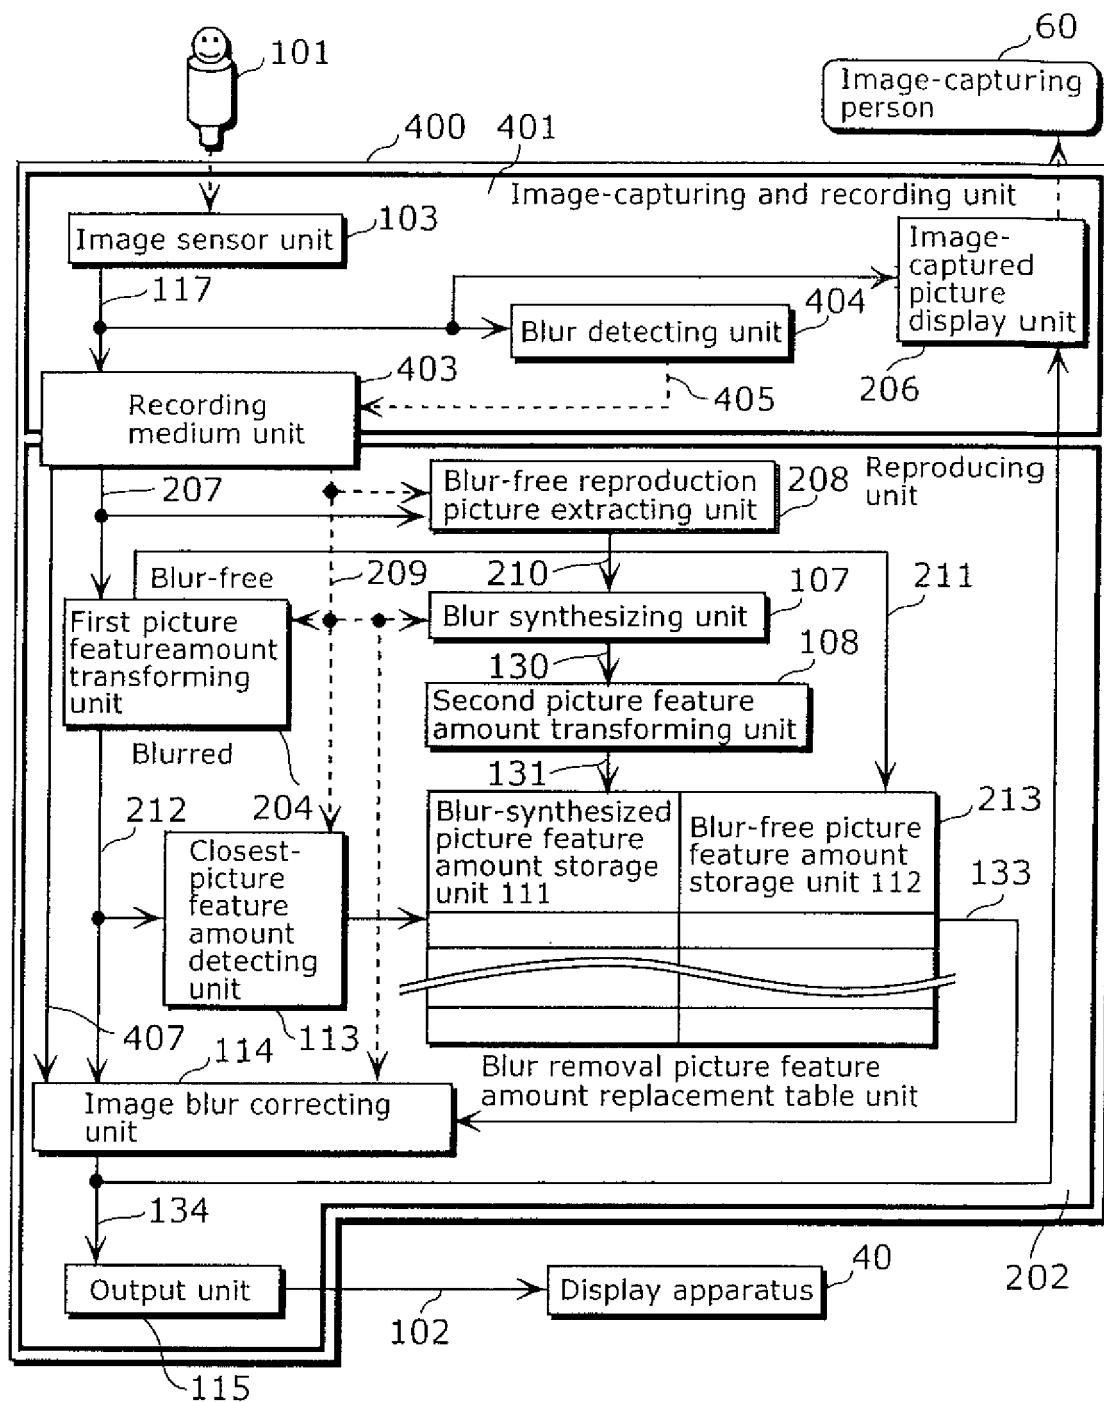 60
101
Image-capturing
person
400
401
Image-capturing and recording unit
103
Image sensor unit
Image-
captured
picture
display unit
117
404
Blur detecting unit
206
403
405
Recording
medium unit
Reproducing
unit
207
Blur-free reproduction
picture extracting unit
208
Blur-free
209
210
107
211
First picture
featureamount
transforming
unit
Blur synthesizing unit
130
108
Second picture feature
amount transforming unit
Blurred
131
212
204
213
Closest-
picture
feature
amount
detecting
unit
Blur-synthesized
picture feature
amount storage
unit 111
Blur-free picture
feature amount
storage unit 112
133
407
114
113
Blur removal picture feature
amount replacement table unit
Image blur correcting
unit
134
202
Output unit
Display apparatus
40
102
115